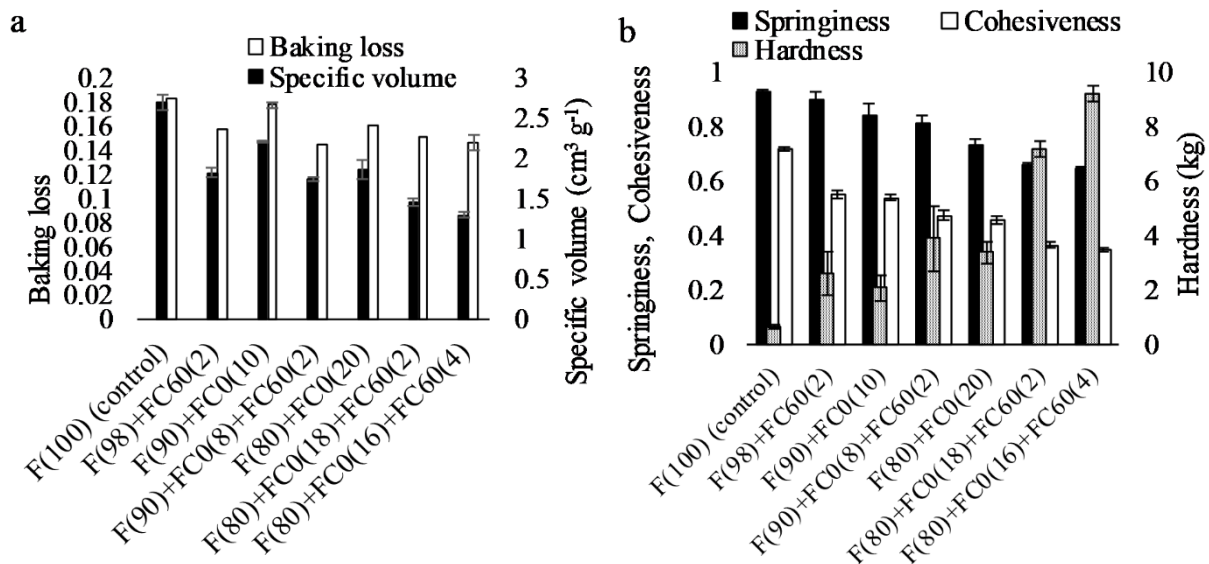 a
Baking loss
Specific volume
0.2
0.18
0.16
0.14
0.12
0.1
0.08
0.06
0.04
0.02
0
Baking loss
3
2.5
2
1.5
1
0.5
0
Specific volume (cm³ g⁻¹)
F(100) (control)
F(98)+FC60(2)
F(90)+FC0(10)
F(90)+FC0(8)+FC60(2)
F(80)+FC0(20)
F(80)+FC0(18)+FC60(2)
F(80)+FC0(16)+FC60(4)
b
Springiness
Cohesiveness
Hardness
1
0.8
0.6
0.4
0.2
0
Springiness, Cohesiveness
10
8
6
4
2
0
Hardness (kg)
F(100) (control)
F(98)+FC60(2)
F(90)+FC0(10)
F(90)+FC0(8)+FC60(2)
F(80)+FC0(20)
F(80)+FC0(18)+FC60(2)
F(80)+FC0(16)+FC60(4)